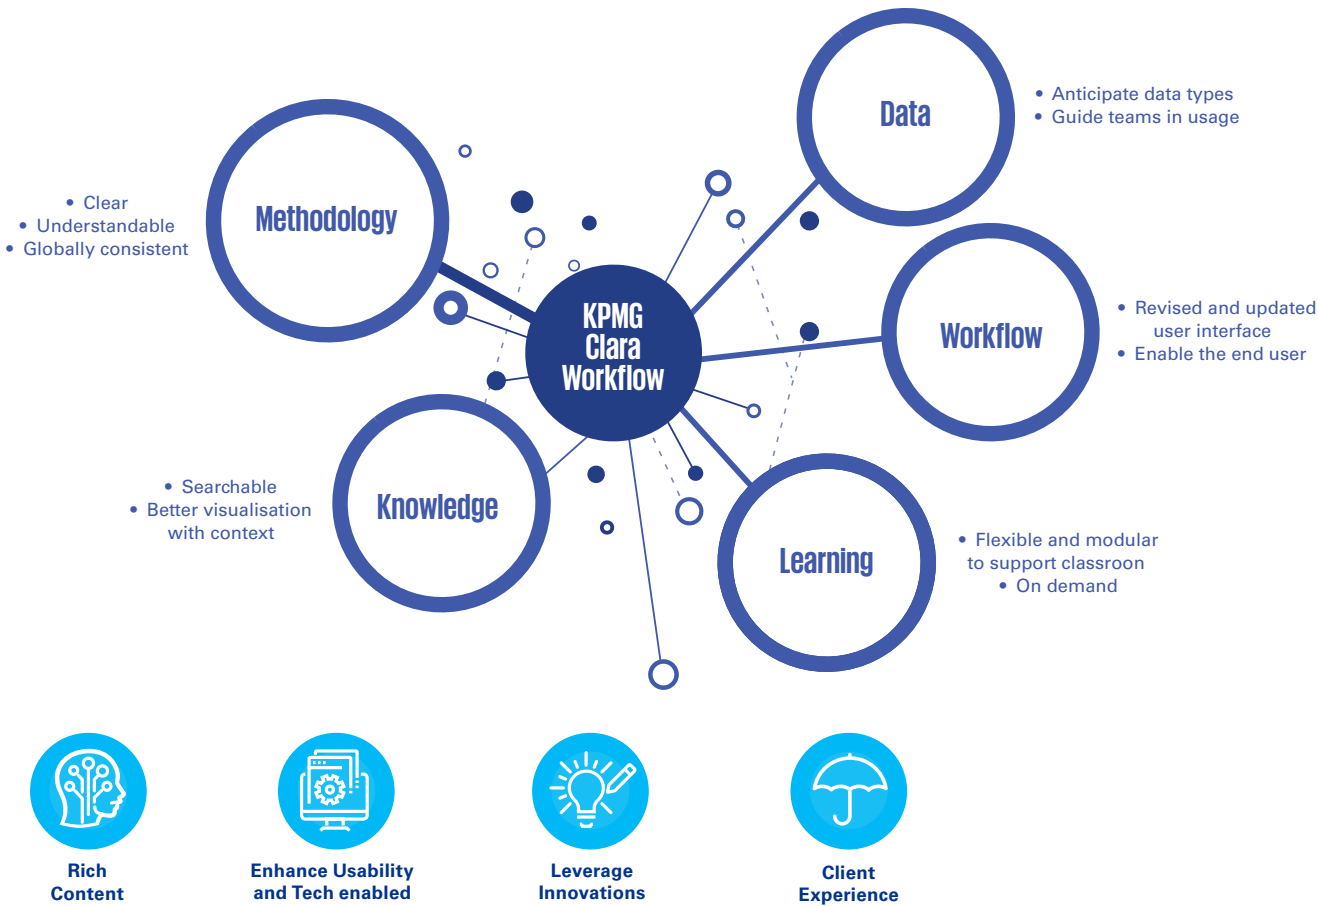 Data
• Anticipate data types
• Guide teams in usage
Methodology
• Clear
• Understandable
• Globally consistent
KPMG
Clara
Workflow
Workflow
• Revised and updated
user interface
• Enable the end user
Knowledge
• Searchable
• Better visualisation
with context
Learning
• Flexible and modular
to support classroon
• On demand
Rich
Content
Enhance Usability
and Tech enabled
Leverage
Innovations
Client
Experience